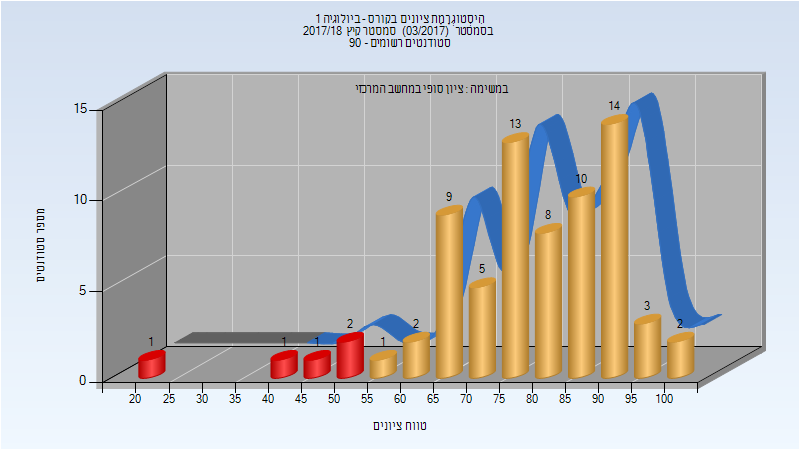 היסטוגרמת ציונים בקורס - ביולוגיה 1
בסמסטר (03/2017) סמסטר קיץ 2017/18
סטודנטים רשומים - 90
במשימה : ציון סופי במחשב המרכזי
מספר סטודנטים
15
10
5
0
1
1
1
2
1
2
9
5
13
8
10
14
3
2
20 25 30 35 40 45 50 55 60 65 70 75 80 85 90 95 100
טווח ציונים